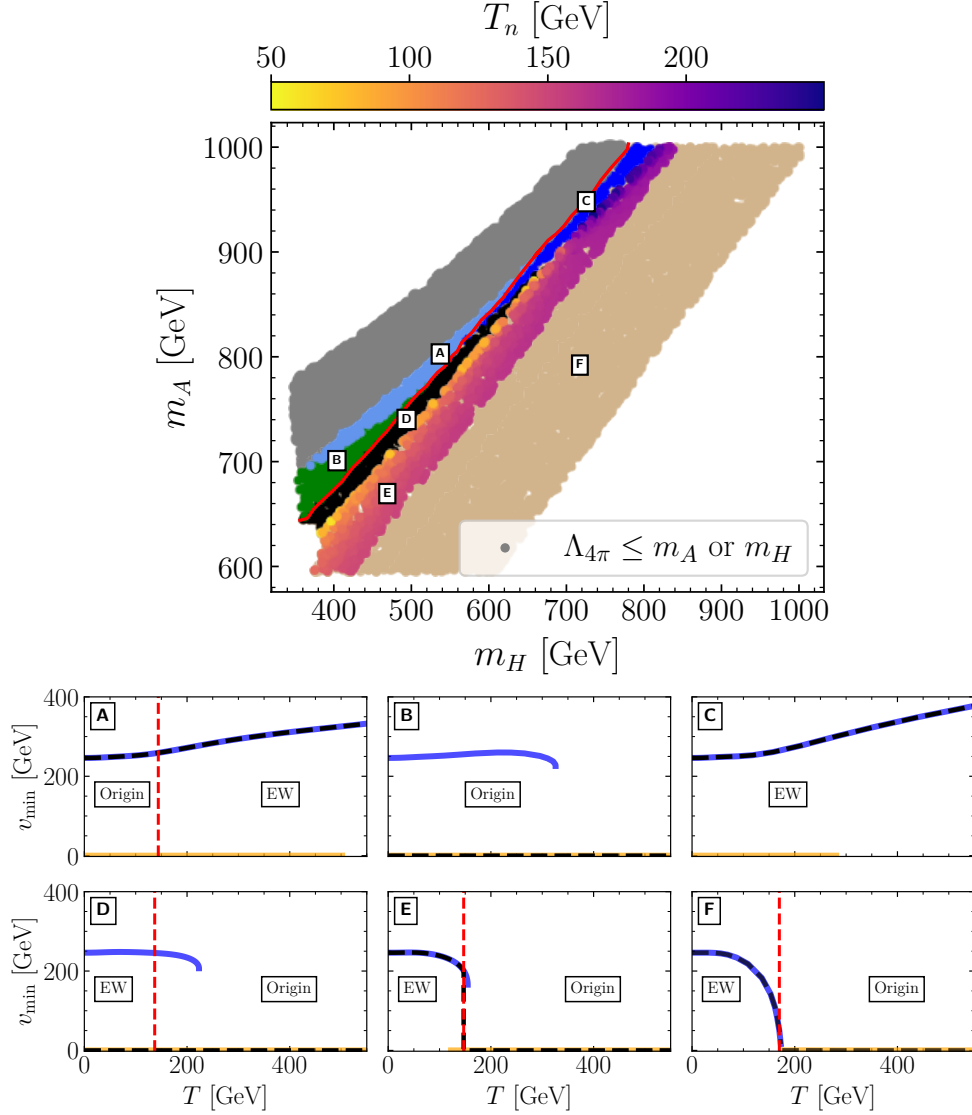 T_n [GeV]
50 100 150 200
1000
900
800
700
600
m_A [GeV]
A
B
C
D
E
F
Λ_{4π} ≤ m_A or m_H
400 500 600 700 800 900 1000
m_H [GeV]
400
200
0
v_min [GeV]
A
Origin
EW
B
Origin
C
EW
400
200
0
v_min [GeV]
D
EW
Origin
E
EW
Origin
F
EW
Origin
0 200 400
0 200 400
0 200 400
T [GeV]
T [GeV]
T [GeV]